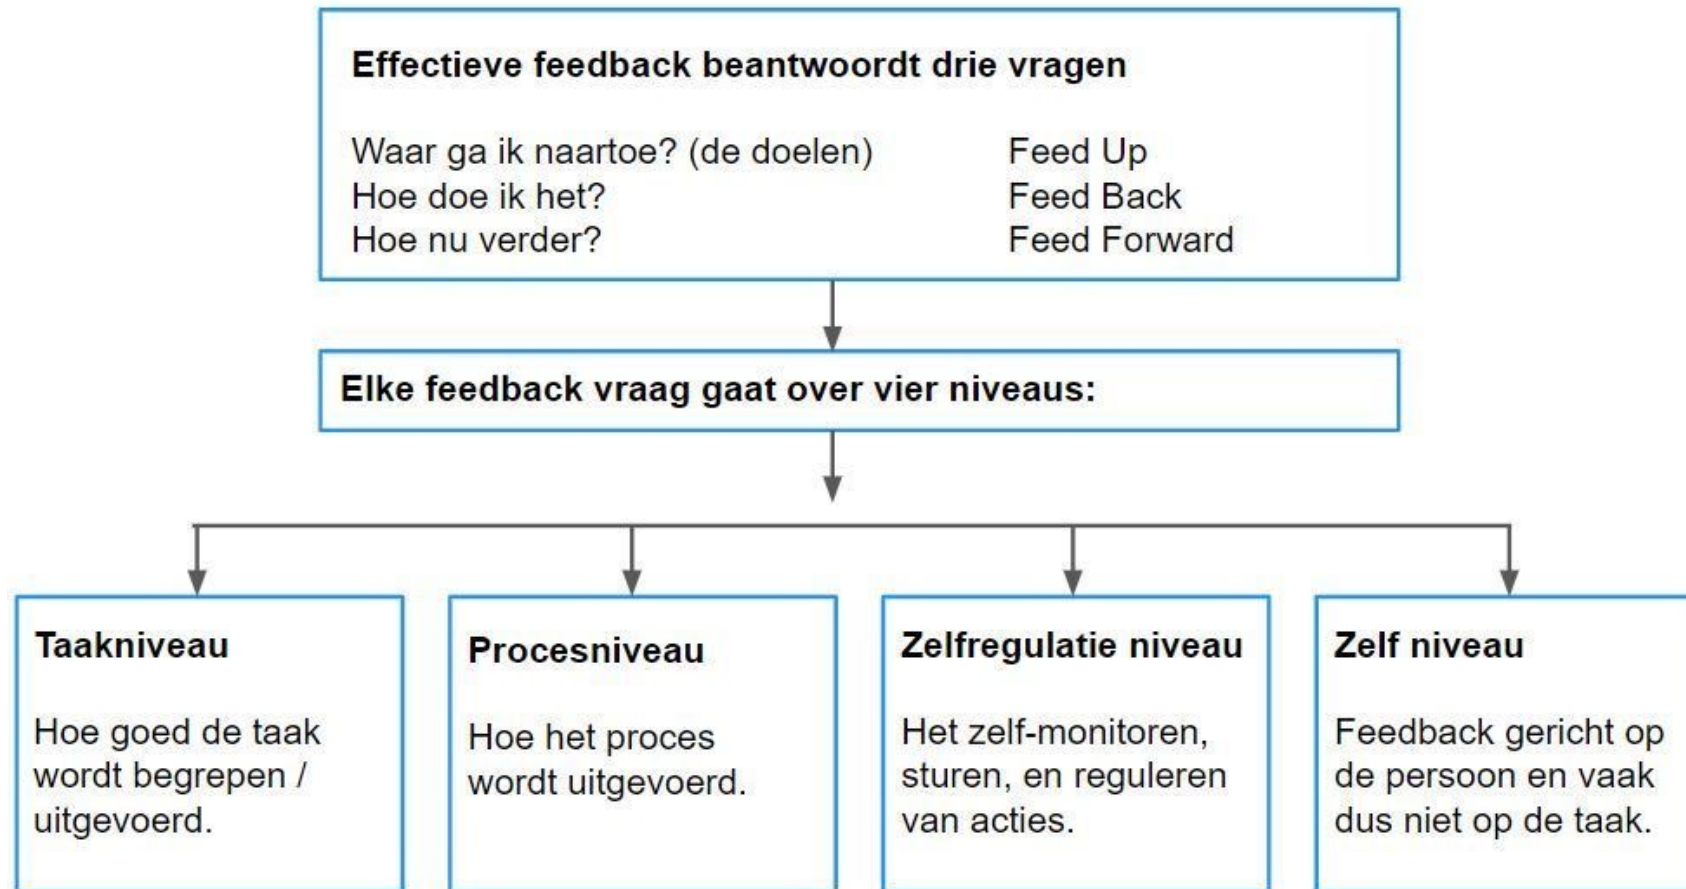 Effectieve feedback beantwoordt drie vragen
Waar ga ik naartoe? (de doelen) Feed Up
Hoe doe ik het? Feed Back
Hoe nu verder? Feed Forward
Elke feedback vraag gaat over vier niveaus:
Taakniveau
Hoe goed de taak
wordt begrepen /
uitgevoerd.
Procesniveau
Hoe het proces
wordt uitgevoerd.
Zelfregulatie niveau
Het zelf-monitoren,
sturen, en reguleren
van acties.
Zelf niveau
Feedback gericht op
de persoon en vaak
dus niet op de taak.